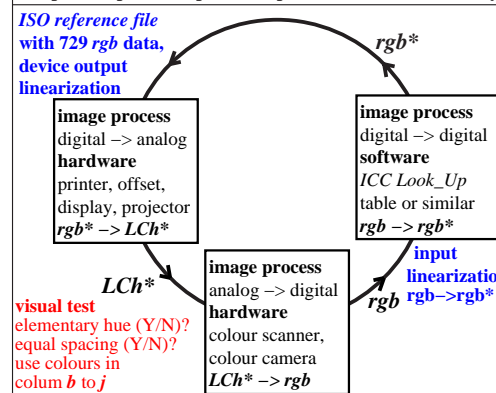 ISO reference file
with 729 rgb data,
device output
linearization
rgb*
image process
digital –> analog
hardware
printer, offset,
display, projector
rgb* –> LCh*
image process
digital –> digital
software
ICC Look_Up
table or similar
rgb –> rgb*
LCh*
image process
analog –> digital
hardware
colour scanner,
colour camera
LCh* –> rgb
rgb
input
linearizatio
rgb–>rgb*
visual test
elementary hue (Y/N)?
equal spacing (Y/N)?
use colours in
colum b to j